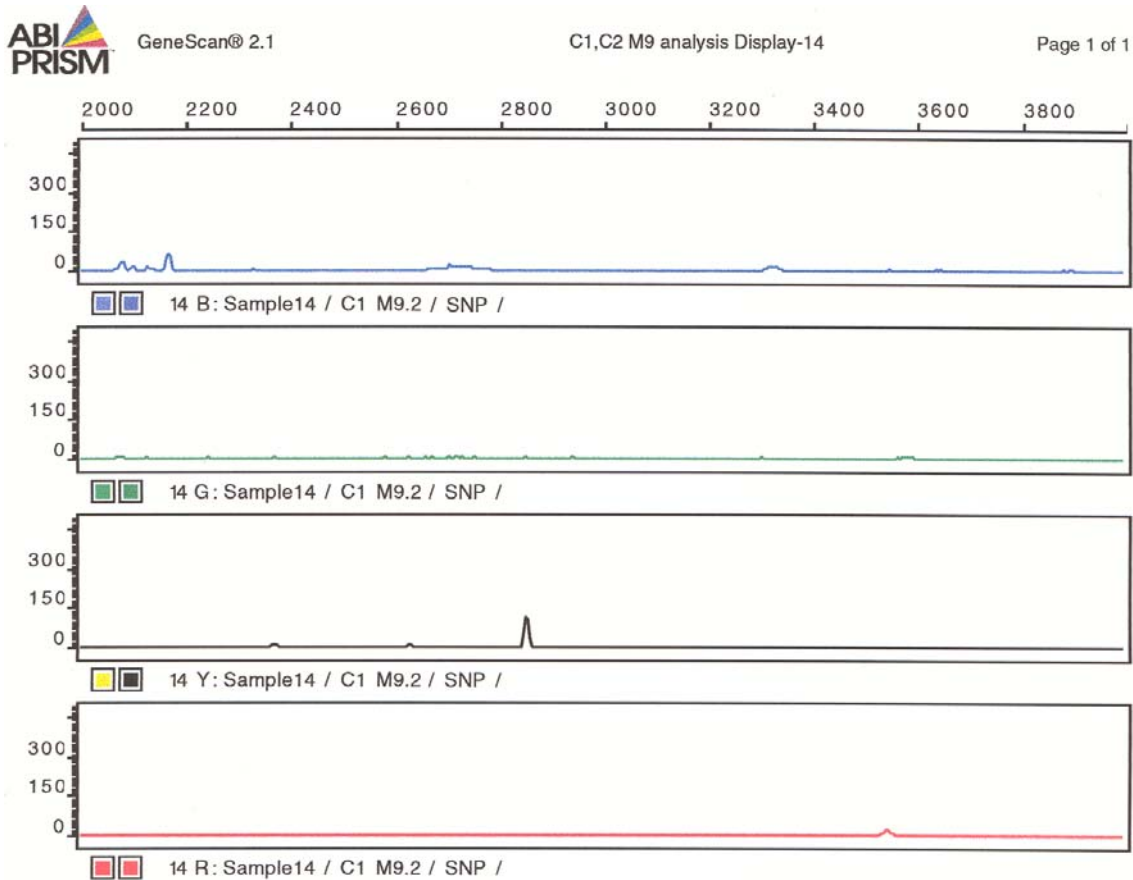 ABI PRISM GeneScan® 2.1 C1,C2 M9 analysis Display-14 Page 1 of 1
2000 2200 2400 2600 2800 3000 3200 3400 3600 3800
300
150
0
14 B: Sample14 / C1 M9.2 / SNP /
300
150
0
14 G: Sample14 / C1 M9.2 / SNP /
300
150
0
14 Y: Sample14 / C1 M9.2 / SNP /
300
150
0
14 R: Sample14 / C1 M9.2 / SNP /